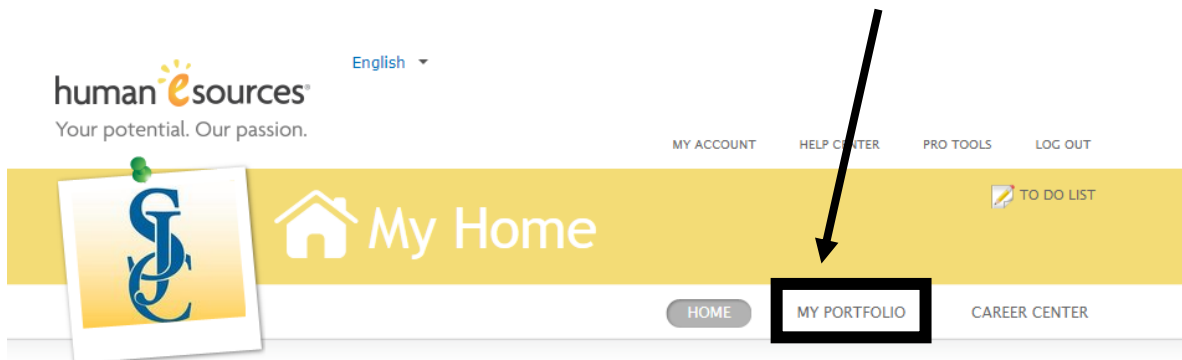 English
human esources®
Your potential. Our passion.
MY ACCOUNT HELP CENTER PRO TOOLS LOG OUT
TO DO LIST
SJC
My Home
HOME MY PORTFOLIO CAREER CENTER